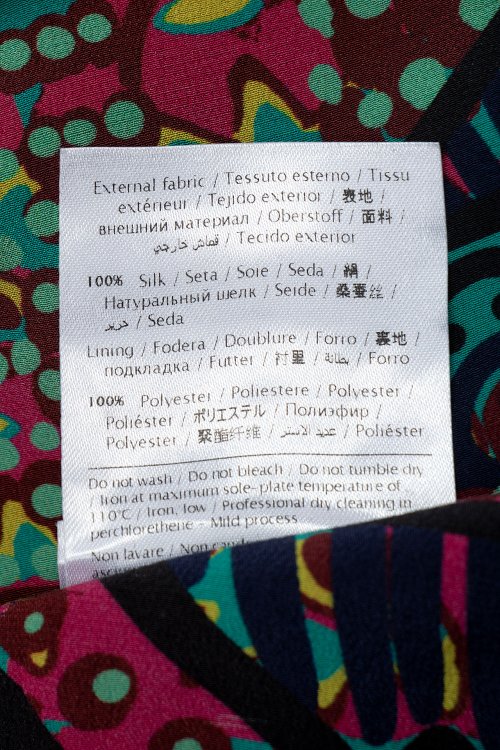 External fabric / Tessuto esterno / Tissu
extérieur / Tejido exterior / 表地 /
внешний материал / Oberstoff / 面料 /
قماش خارجي / Tecido exterior
100% Silk / Seta / Soie / Seda / 絹 /
Натуральный шелк / Seide / 桑蚕丝 /
حرير / Seda
Lining / Fodera / Doublure / Forro / 裏地 /
подкладка / Futter / 衬里 / بطانة / Forro
100% Polyester / Poliestere / Polyester /
Poliéster / ポリエステル / Полиэфир /
Polyester / 聚酯纤维 / عديد الاستر / Poliéster
Do not wash / Do not bleach / Do not tumble dry
/ Iron at maximum sole-plate temperature of
110°C / Iron, low / Professional dry cleaning in
perchlorethene - Mild process
Non lavare / Non